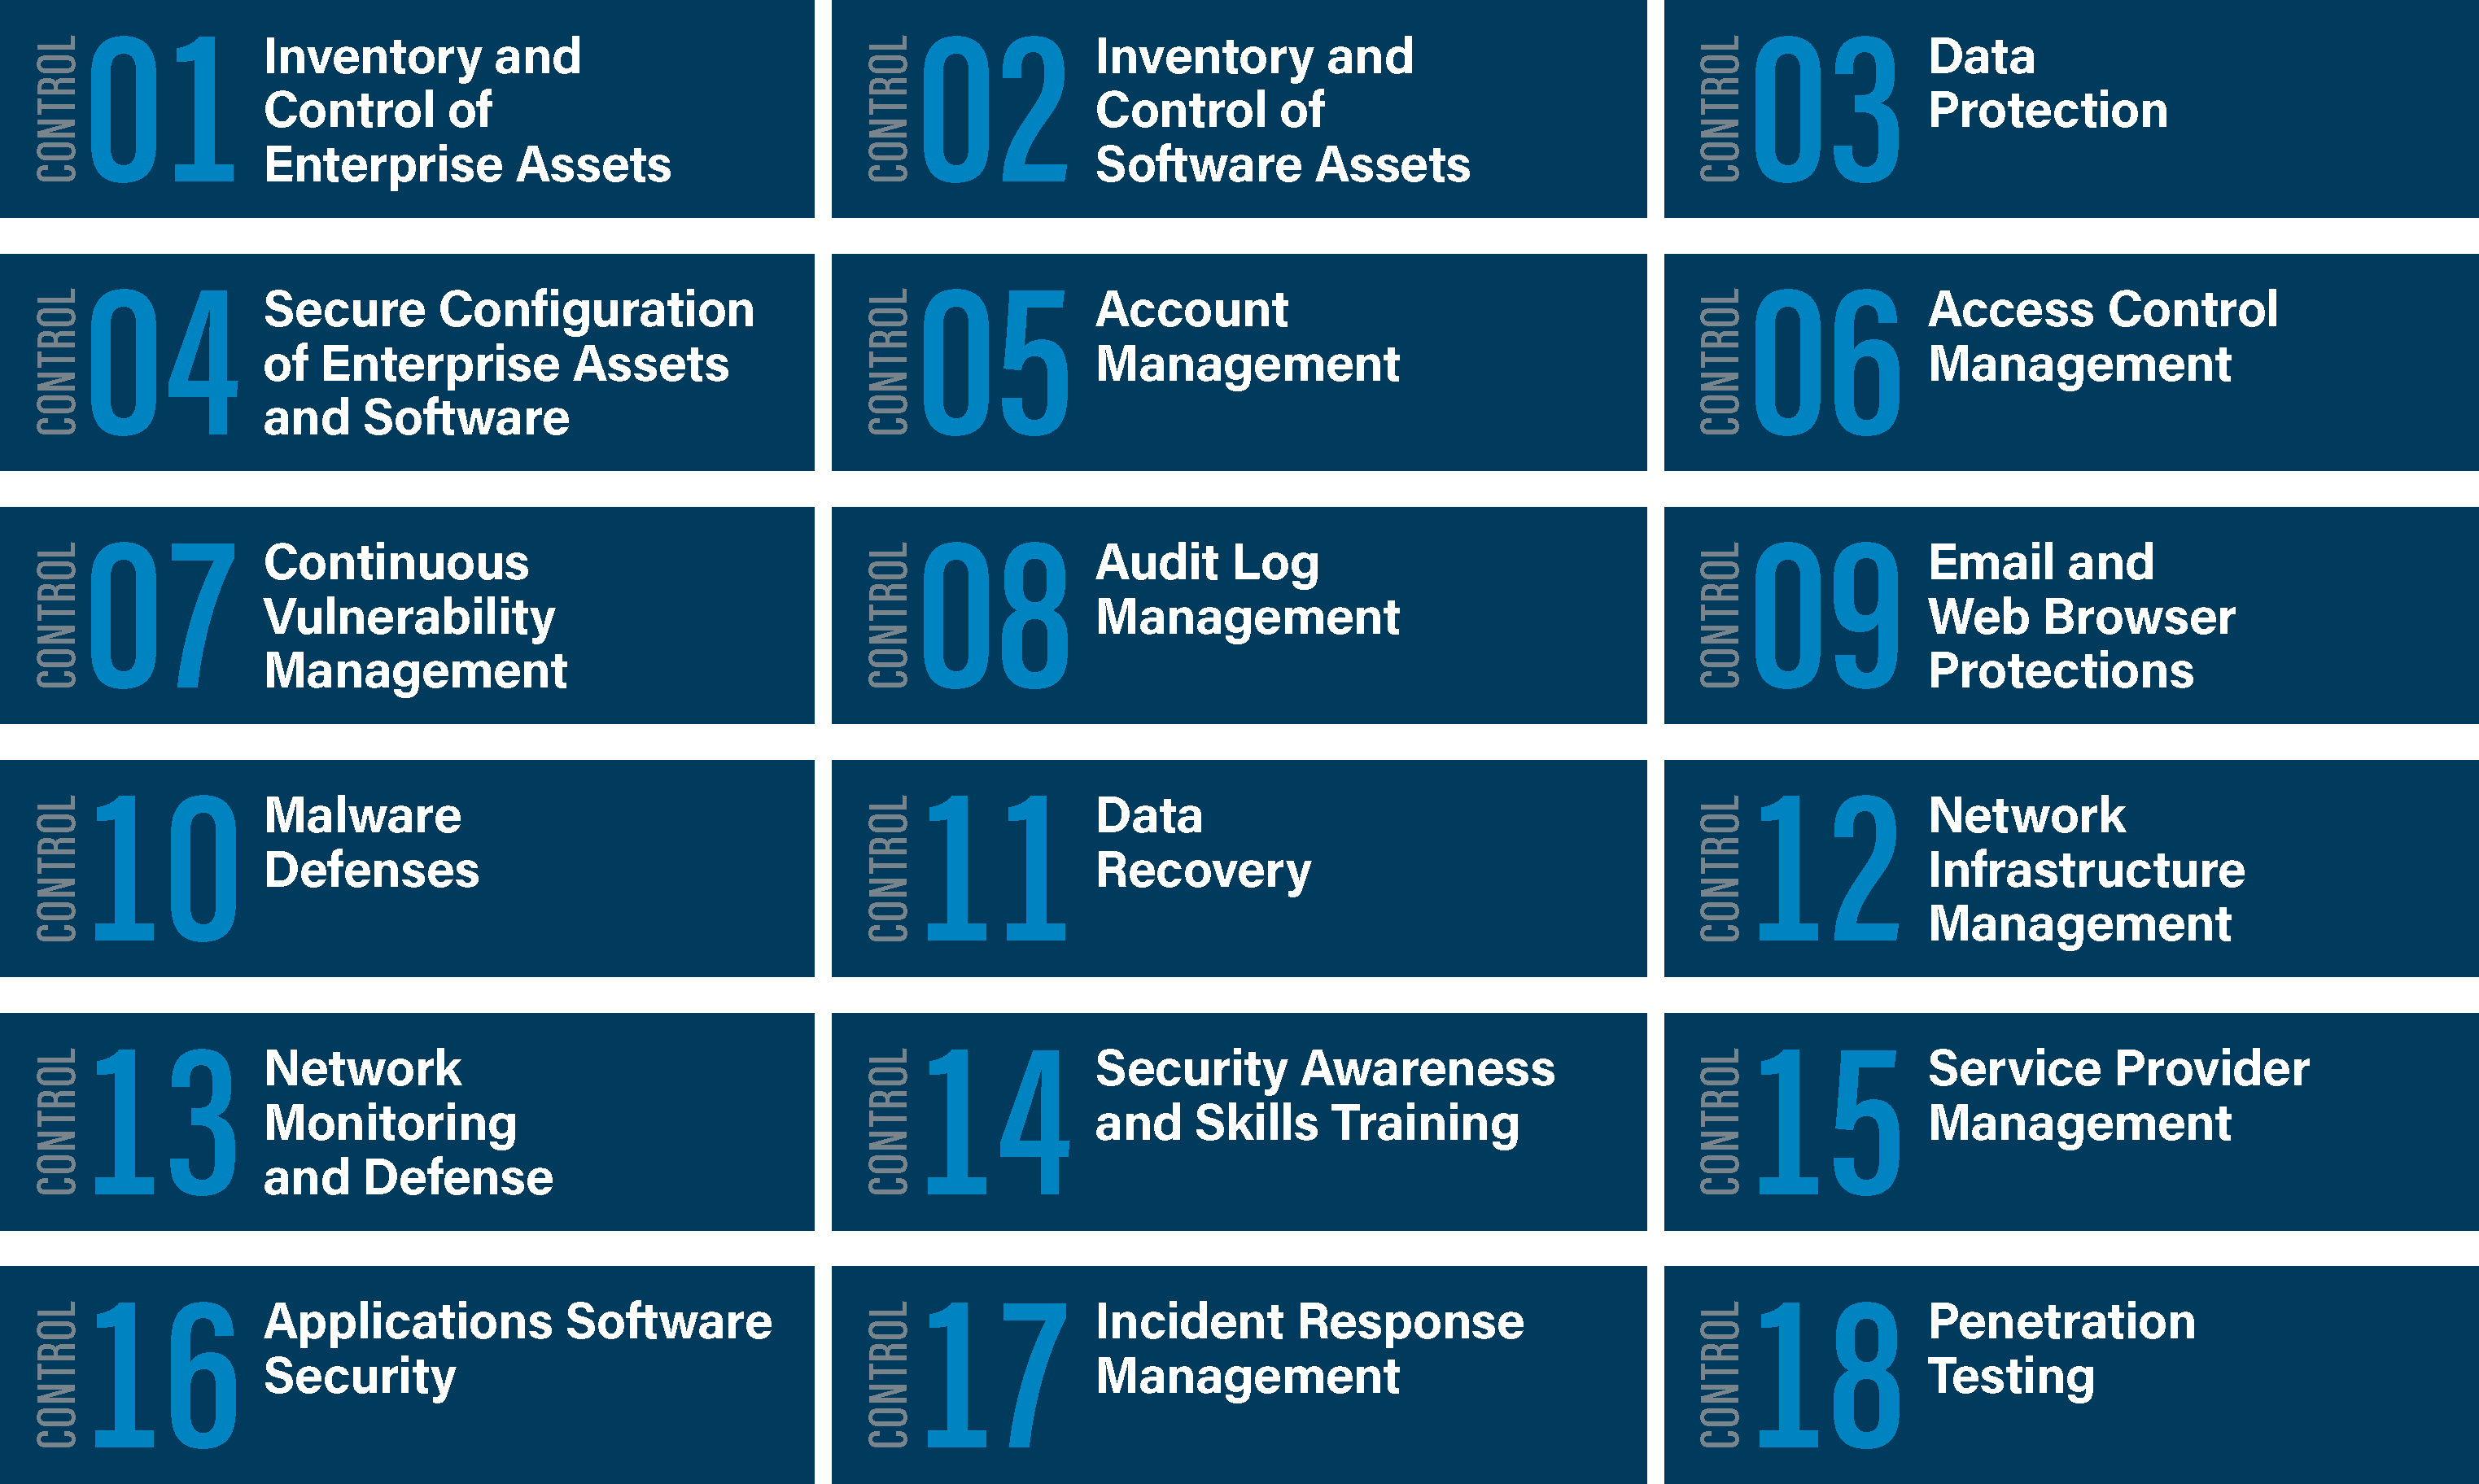 CONTROL
01
Inventory and
Control of
Enterprise Assets
CONTROL
02
Inventory and
Control of
Software Assets
CONTROL
03
Data
Protection
CONTROL
04
Secure Configuration
of Enterprise Assets
and Software
CONTROL
05
Account
Management
CONTROL
06
Access Control
Management
CONTROL
07
Continuous
Vulnerability
Management
CONTROL
08
Audit Log
Management
CONTROL
09
Email and
Web Browser
Protections
CONTROL
10
Malware
Defenses
CONTROL
11
Data
Recovery
CONTROL
12
Network
Infrastructure
Management
CONTROL
13
Network
Monitoring
and Defense
CONTROL
14
Security Awareness
and Skills Training
CONTROL
15
Service Provider
Management
CONTROL
16
Applications Software
Security
CONTROL
17
Incident Response
Management
CONTROL
18
Penetration
Testing